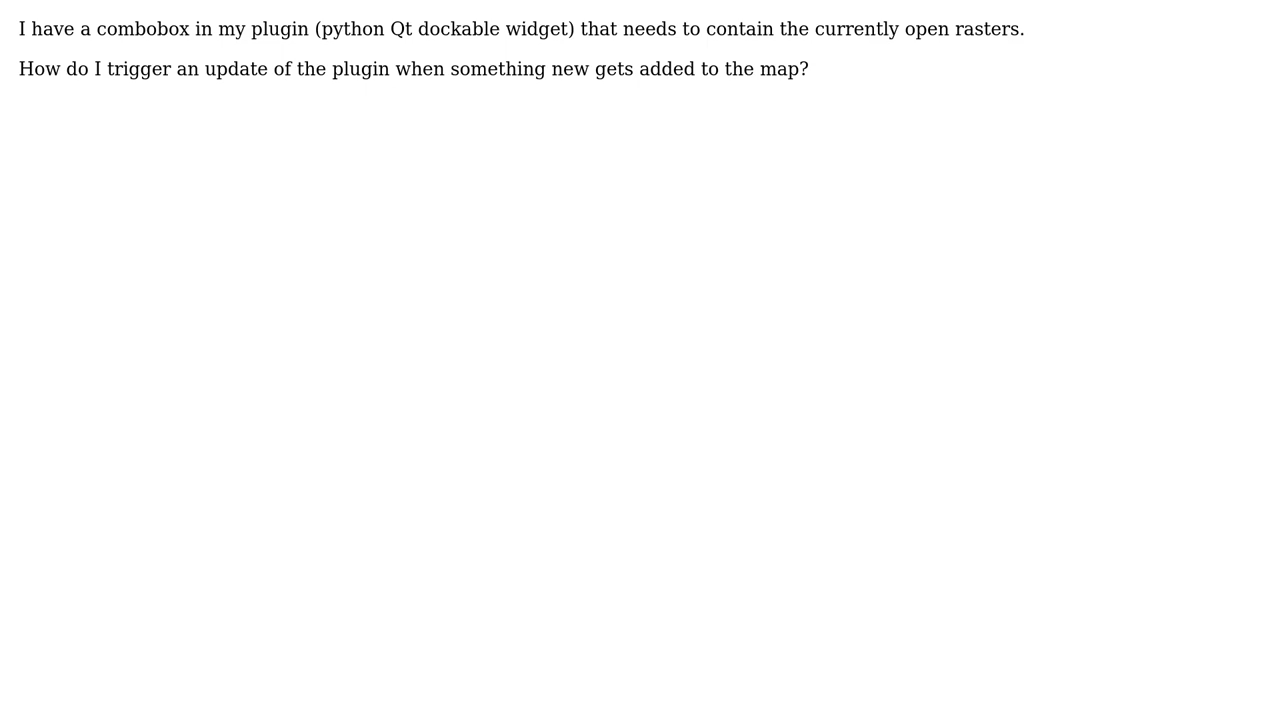 I have a combobox in my plugin (python Qt dockable widget) that needs to contain the currently open rasters.
How do I trigger an update of the plugin when something new gets added to the map?